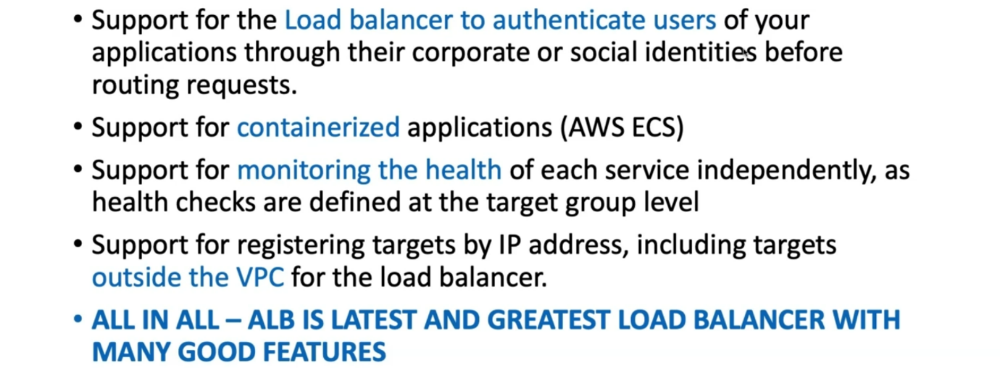 • Support for the Load balancer to authenticate users of your
applications through their corporate or social identities before
routing requests.
• Support for containerized applications (AWS ECS)
• Support for monitoring the health of each service independently, as
health checks are defined at the target group level
• Support for registering targets by IP address, including targets
outside the VPC for the load balancer.
• ALL IN ALL – ALB IS LATEST AND GREATEST LOAD BALANCER WITH
MANY GOOD FEATURES